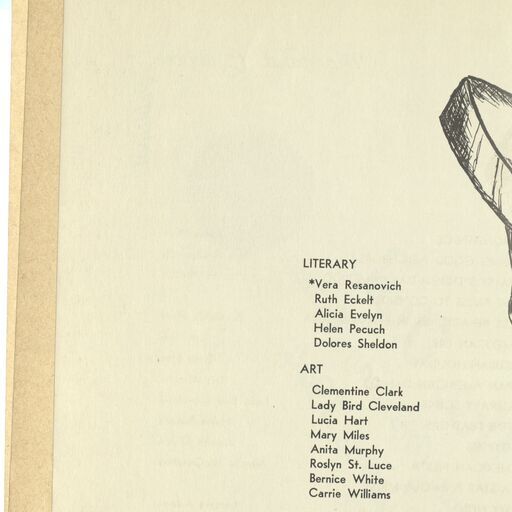 LITERARY
*Vera Resanovich
Ruth Eckelt
Alicia Evelyn
Helen Pecuch
Dolores Sheldon
ART
Clementine Clark
Lady Bird Cleveland
Lucia Hart
Mary Miles
Anita Murphy
Roslyn St. Luce
Bernice White
Carrie Williams